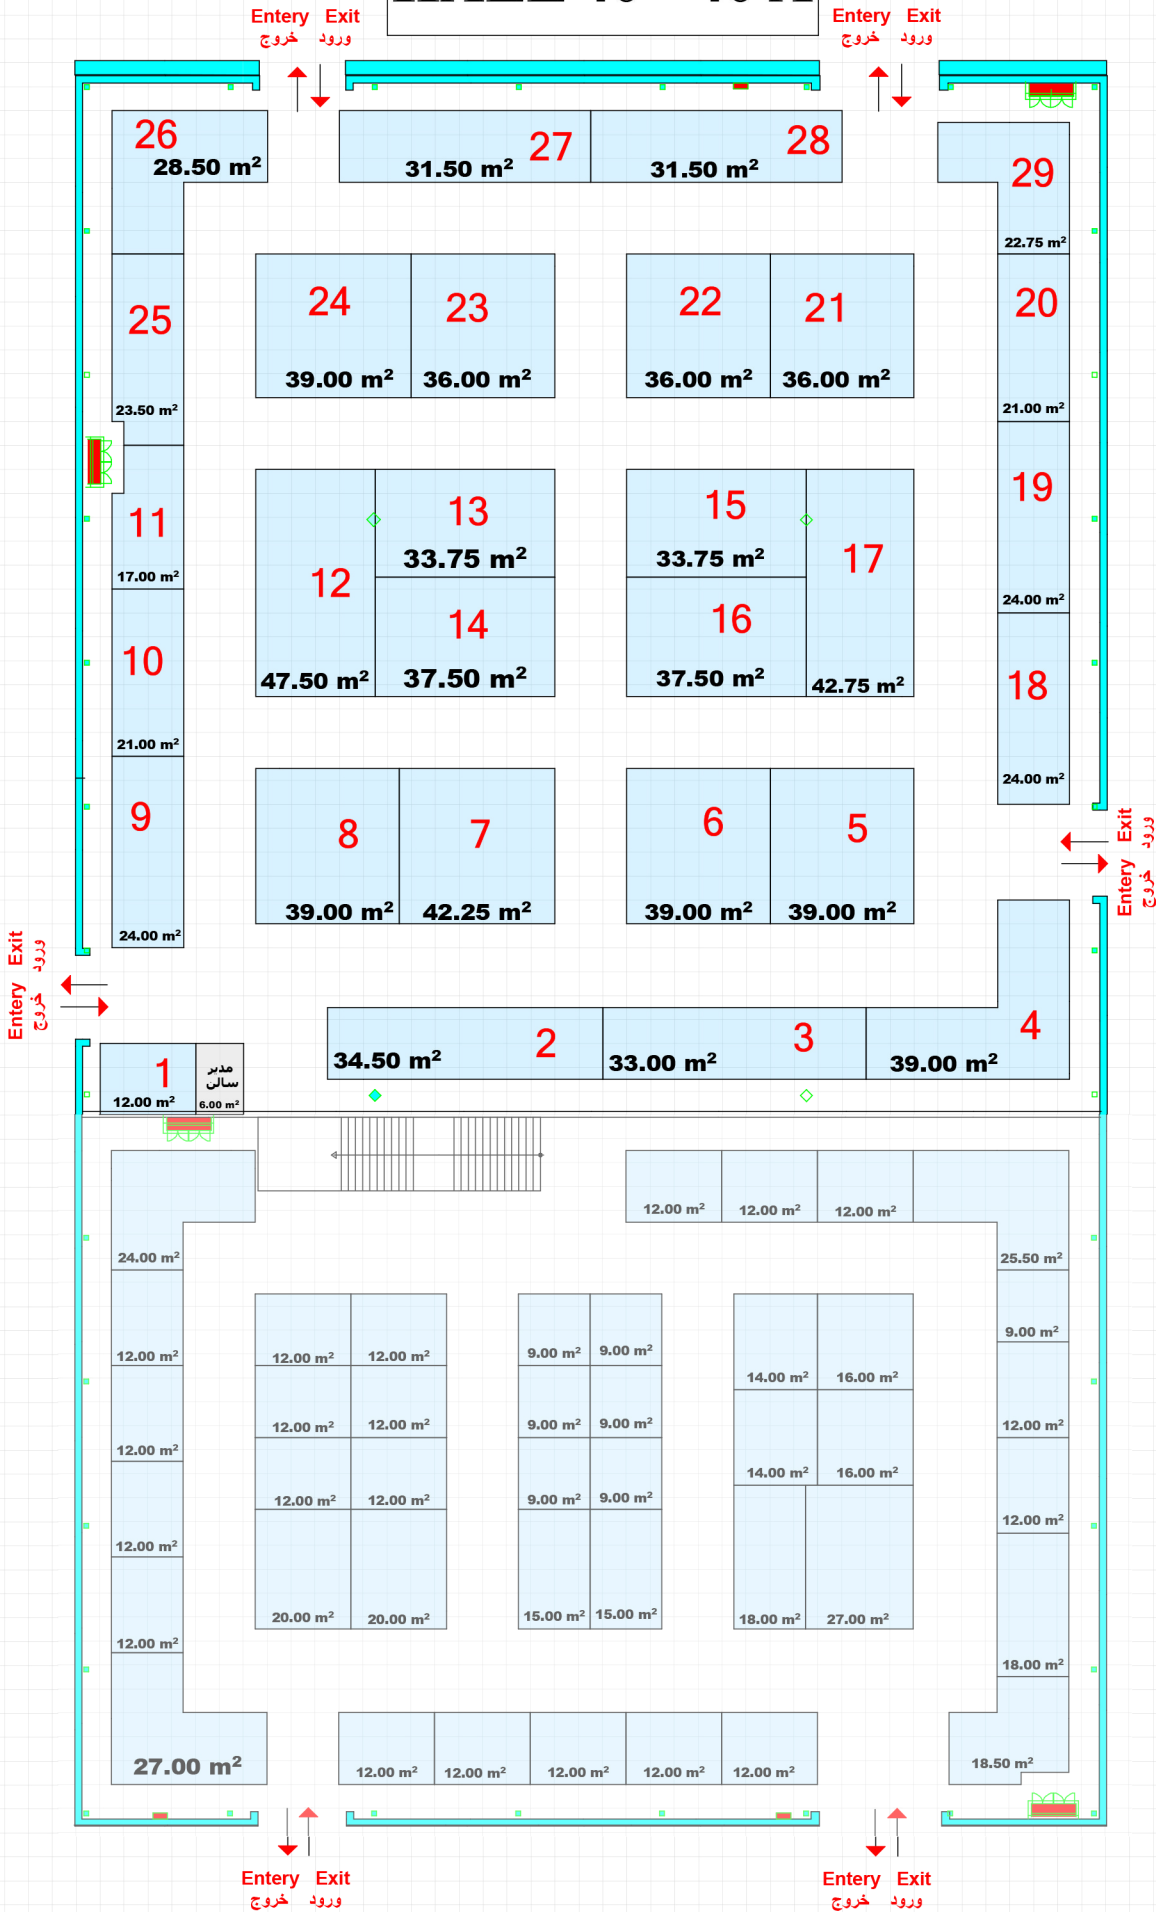 Entery Exit
خروج ورود
Entery Exit
خروج ورود
26
28.50 m²
27
31.50 m²
28
31.50 m²
29
22.75 m²
25
23.50 m²
24
39.00 m²
23
36.00 m²
22
36.00 m²
21
36.00 m²
20
21.00 m²
11
17.00 m²
12
47.50 m²
13
33.75 m²
14
37.50 m²
15
33.75 m²
16
37.50 m²
17
42.75 m²
19
24.00 m²
10
21.00 m²
18
24.00 m²
9
24.00 m²
8
39.00 m²
7
42.25 m²
6
39.00 m²
5
39.00 m²
Entery Exit
خروج ورود
Entery Exit
خروج ورود
1
12.00 m²
مدیر
سالن
6.00 m²
2
34.50 m²
3
33.00 m²
4
39.00 m²
12.00 m²
12.00 m²
12.00 m²
24.00 m²
25.50 m²
12.00 m²
12.00 m²
12.00 m²
9.00 m²
9.00 m²
14.00 m²
16.00 m²
9.00 m²
12.00 m²
12.00 m²
12.00 m²
9.00 m²
9.00 m²
14.00 m²
16.00 m²
12.00 m²
12.00 m²
12.00 m²
12.00 m²
9.00 m²
9.00 m²
12.00 m²
12.00 m²
20.00 m²
20.00 m²
15.00 m²
15.00 m²
18.00 m²
27.00 m²
18.00 m²
27.00 m²
12.00 m²
12.00 m²
12.00 m²
12.00 m²
12.00 m²
18.50 m²
Entery Exit
خروج ورود
Entery Exit
خروج ورود